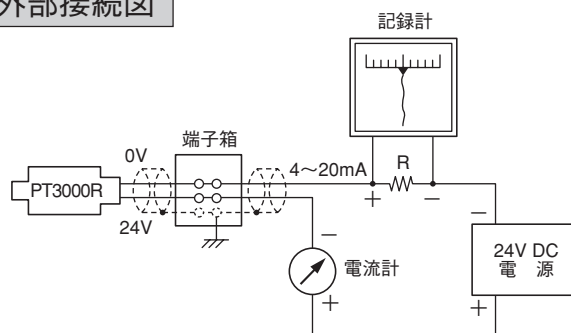 外部接続図
記録計
端子箱
0V
4～20mA
R
PT3000R
+
−
24V
−
24V DC
電　源
−
電流計
+
+